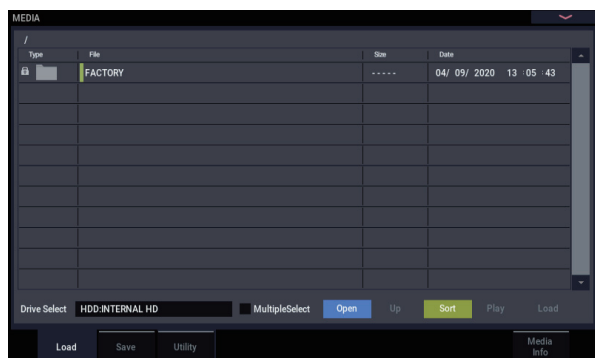 MEDIA
/
Type File Size Date
FACTORY ----- 04/ 09/ 2020 13 :05 :43
Drive Select HDD:INTERNAL HD MultipleSelect Open Up Sort Play Load
Load Save Utility Media Info